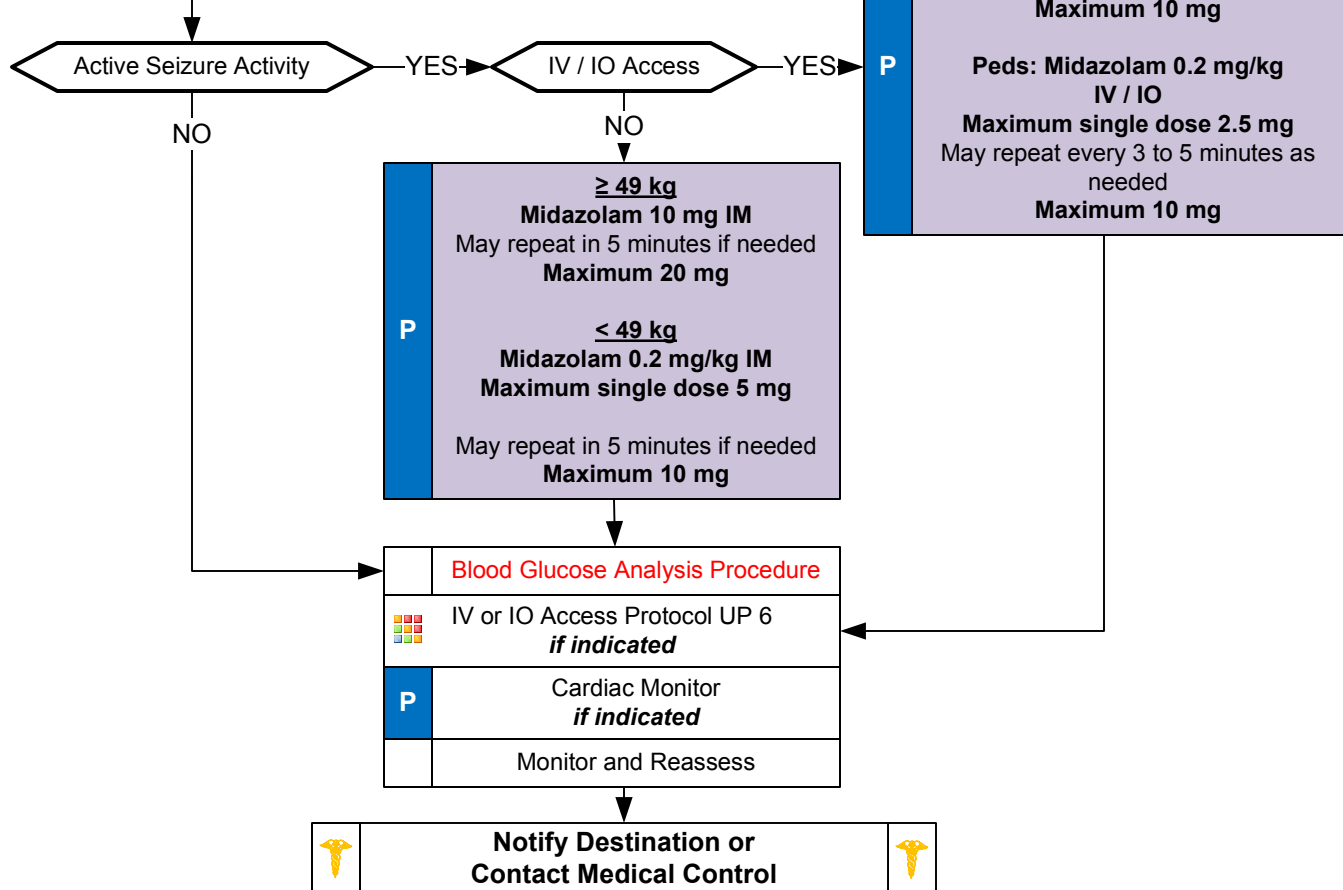 Maximum 10 mg
Active Seizure Activity
YES
IV / IO Access
YES
P
Peds: Midazolam 0.2 mg/kg
IV / IO
Maximum single dose 2.5 mg
May repeat every 3 to 5 minutes as
needed
Maximum 10 mg
NO
NO
P
≥ 49 kg
Midazolam 10 mg IM
May repeat in 5 minutes if needed
Maximum 20 mg
< 49 kg
Midazolam 0.2 mg/kg IM
Maximum single dose 5 mg
May repeat in 5 minutes if needed
Maximum 10 mg
Blood Glucose Analysis Procedure
IV or IO Access Protocol UP 6
if indicated
P
Cardiac Monitor
if indicated
Monitor and Reassess
Notify Destination or
Contact Medical Control